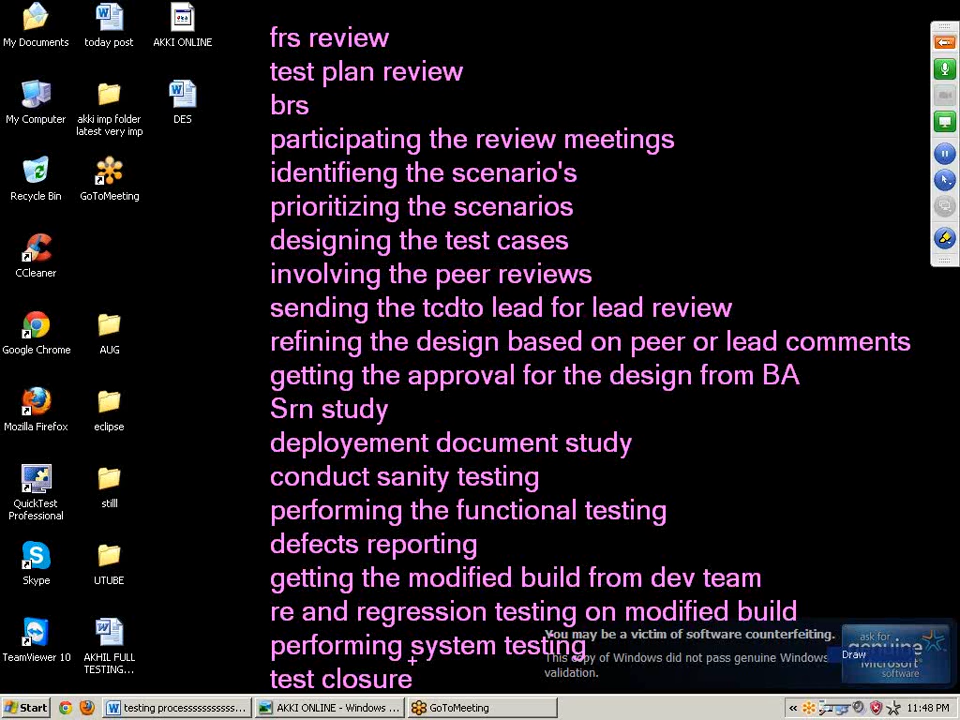 My Documents
today post
AKKI ONLINE
My Computer
akki imp folder
latest very imp
DES
Recycle Bin
GoToMeeting
CCleaner
Google Chrome
AUG
Mozilla Firefox
eclipse
QuickTest
Professional
still
Skype
UTUBE
TeamViewer 10
AKHIL FULL
TESTING...
frs review
test plan review
brs
participating the review meetings
identifieng the scenario's
prioritizing the scenarios
designing the test cases
involving the peer reviews
sending the tcdto lead for lead review
refining the design based on peer or lead comments
getting the approval for the design from BA
Srn study
deployement document study
conduct sanity testing
performing the functional testing
defects reporting
getting the modified build from dev team
re and regression testing on modified build
performing system testing
test closure
You may be a victim of software counterfeiting.
This copy of Windows did not pass genuine Windows
validation.
ask for
genuine
Microsoft
software
Draw
Start
testing processsssssssssss...
AKKI ONLINE - Windows ...
GoToMeeting
11:48 PM